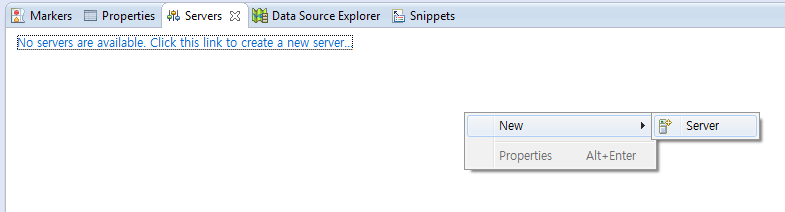 Markers Properties Servers Data Source Explorer Snippets
No servers are available. Click this link to create a new server...
New Server
Properties Alt+Enter